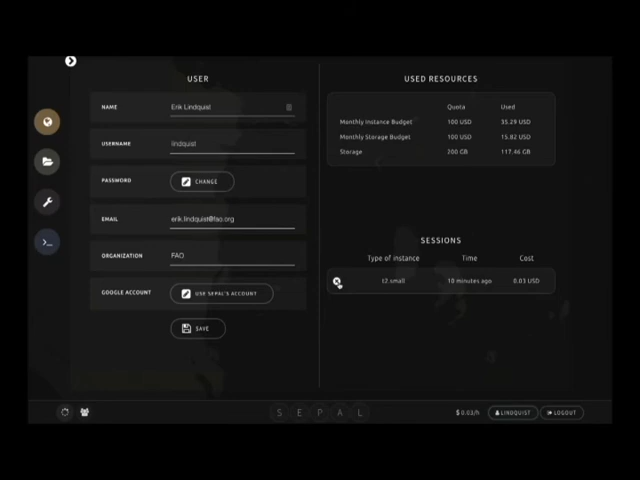 USER
NAME
Erik Lindquist
USERNAME
lindquist
PASSWORD
CHANGE
EMAIL
erik.lindquist@fao.org
ORGANIZATION
FAO
GOOGLE ACCOUNT
USE SEPAL'S ACCOUNT
SAVE
USED RESOURCES
Quota Used
Monthly Instance Budget 100 USD 35.29 USD
Monthly Storage Budget 100 USD 15.82 USD
Storage 200 GB 117.46 GB
SESSIONS
Type of instance Time Cost
t2.small 10 minutes ago 0.03 USD
>_
S E P A L
$ 0.03/h LINDQUIST LOGOUT